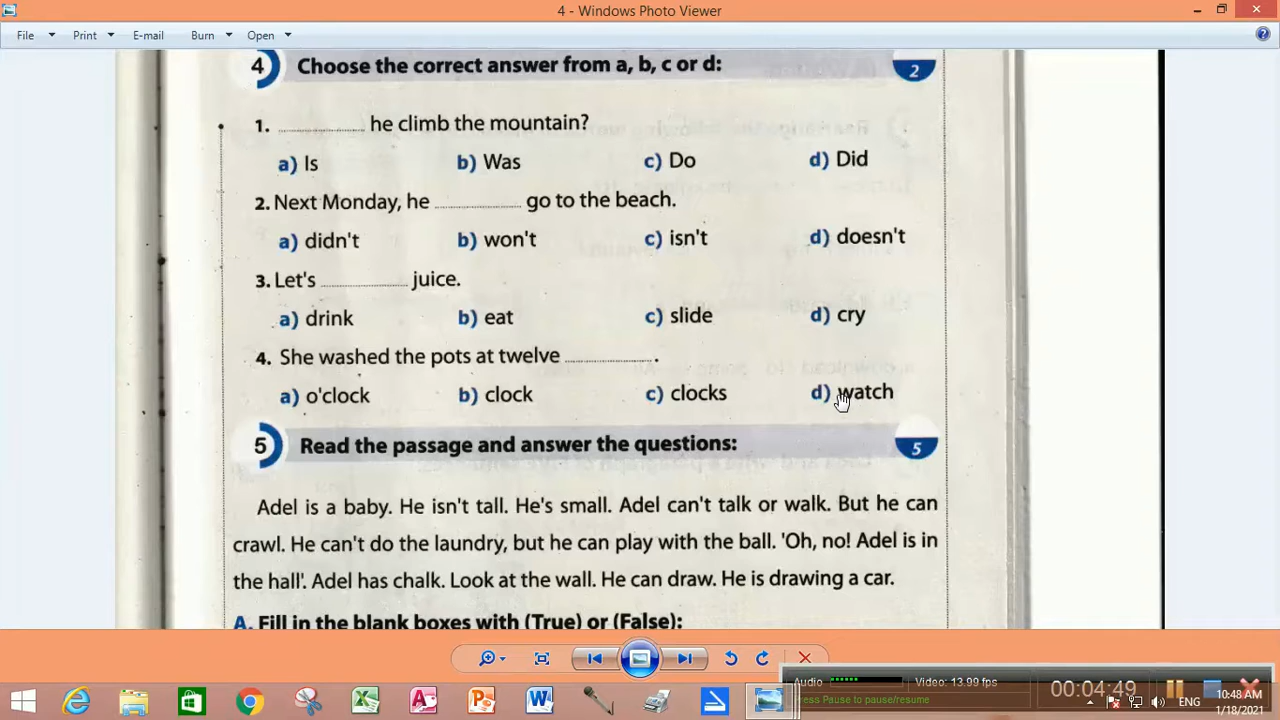 4 - Windows Photo Viewer
File Print E-mail Burn Open
4 Choose the correct answer from a, b, c or d: 2
1. .................. he climb the mountain?
a) Is b) Was c) Do d) Did
2. Next Monday, he .................. go to the beach.
a) didn't b) won't c) isn't d) doesn't
3. Let's .................. juice.
a) drink b) eat c) slide d) cry
4. She washed the pots at twelve .................. .
a) o'clock b) clock c) clocks d) watch
5 Read the passage and answer the questions: 5
Adel is a baby. He isn't tall. He's small. Adel can't talk or walk. But he can
crawl. He can't do the laundry, but he can play with the ball. 'Oh, no! Adel is in
the hall'. Adel has chalk. Look at the wall. He can draw. He is drawing a car.
A. Fill in the blank boxes with (True) or (False):
Audio Video: 13.99 fps 00:04:49
ress Pause to pause/resume
ENG 10:48 AM
1/18/2021